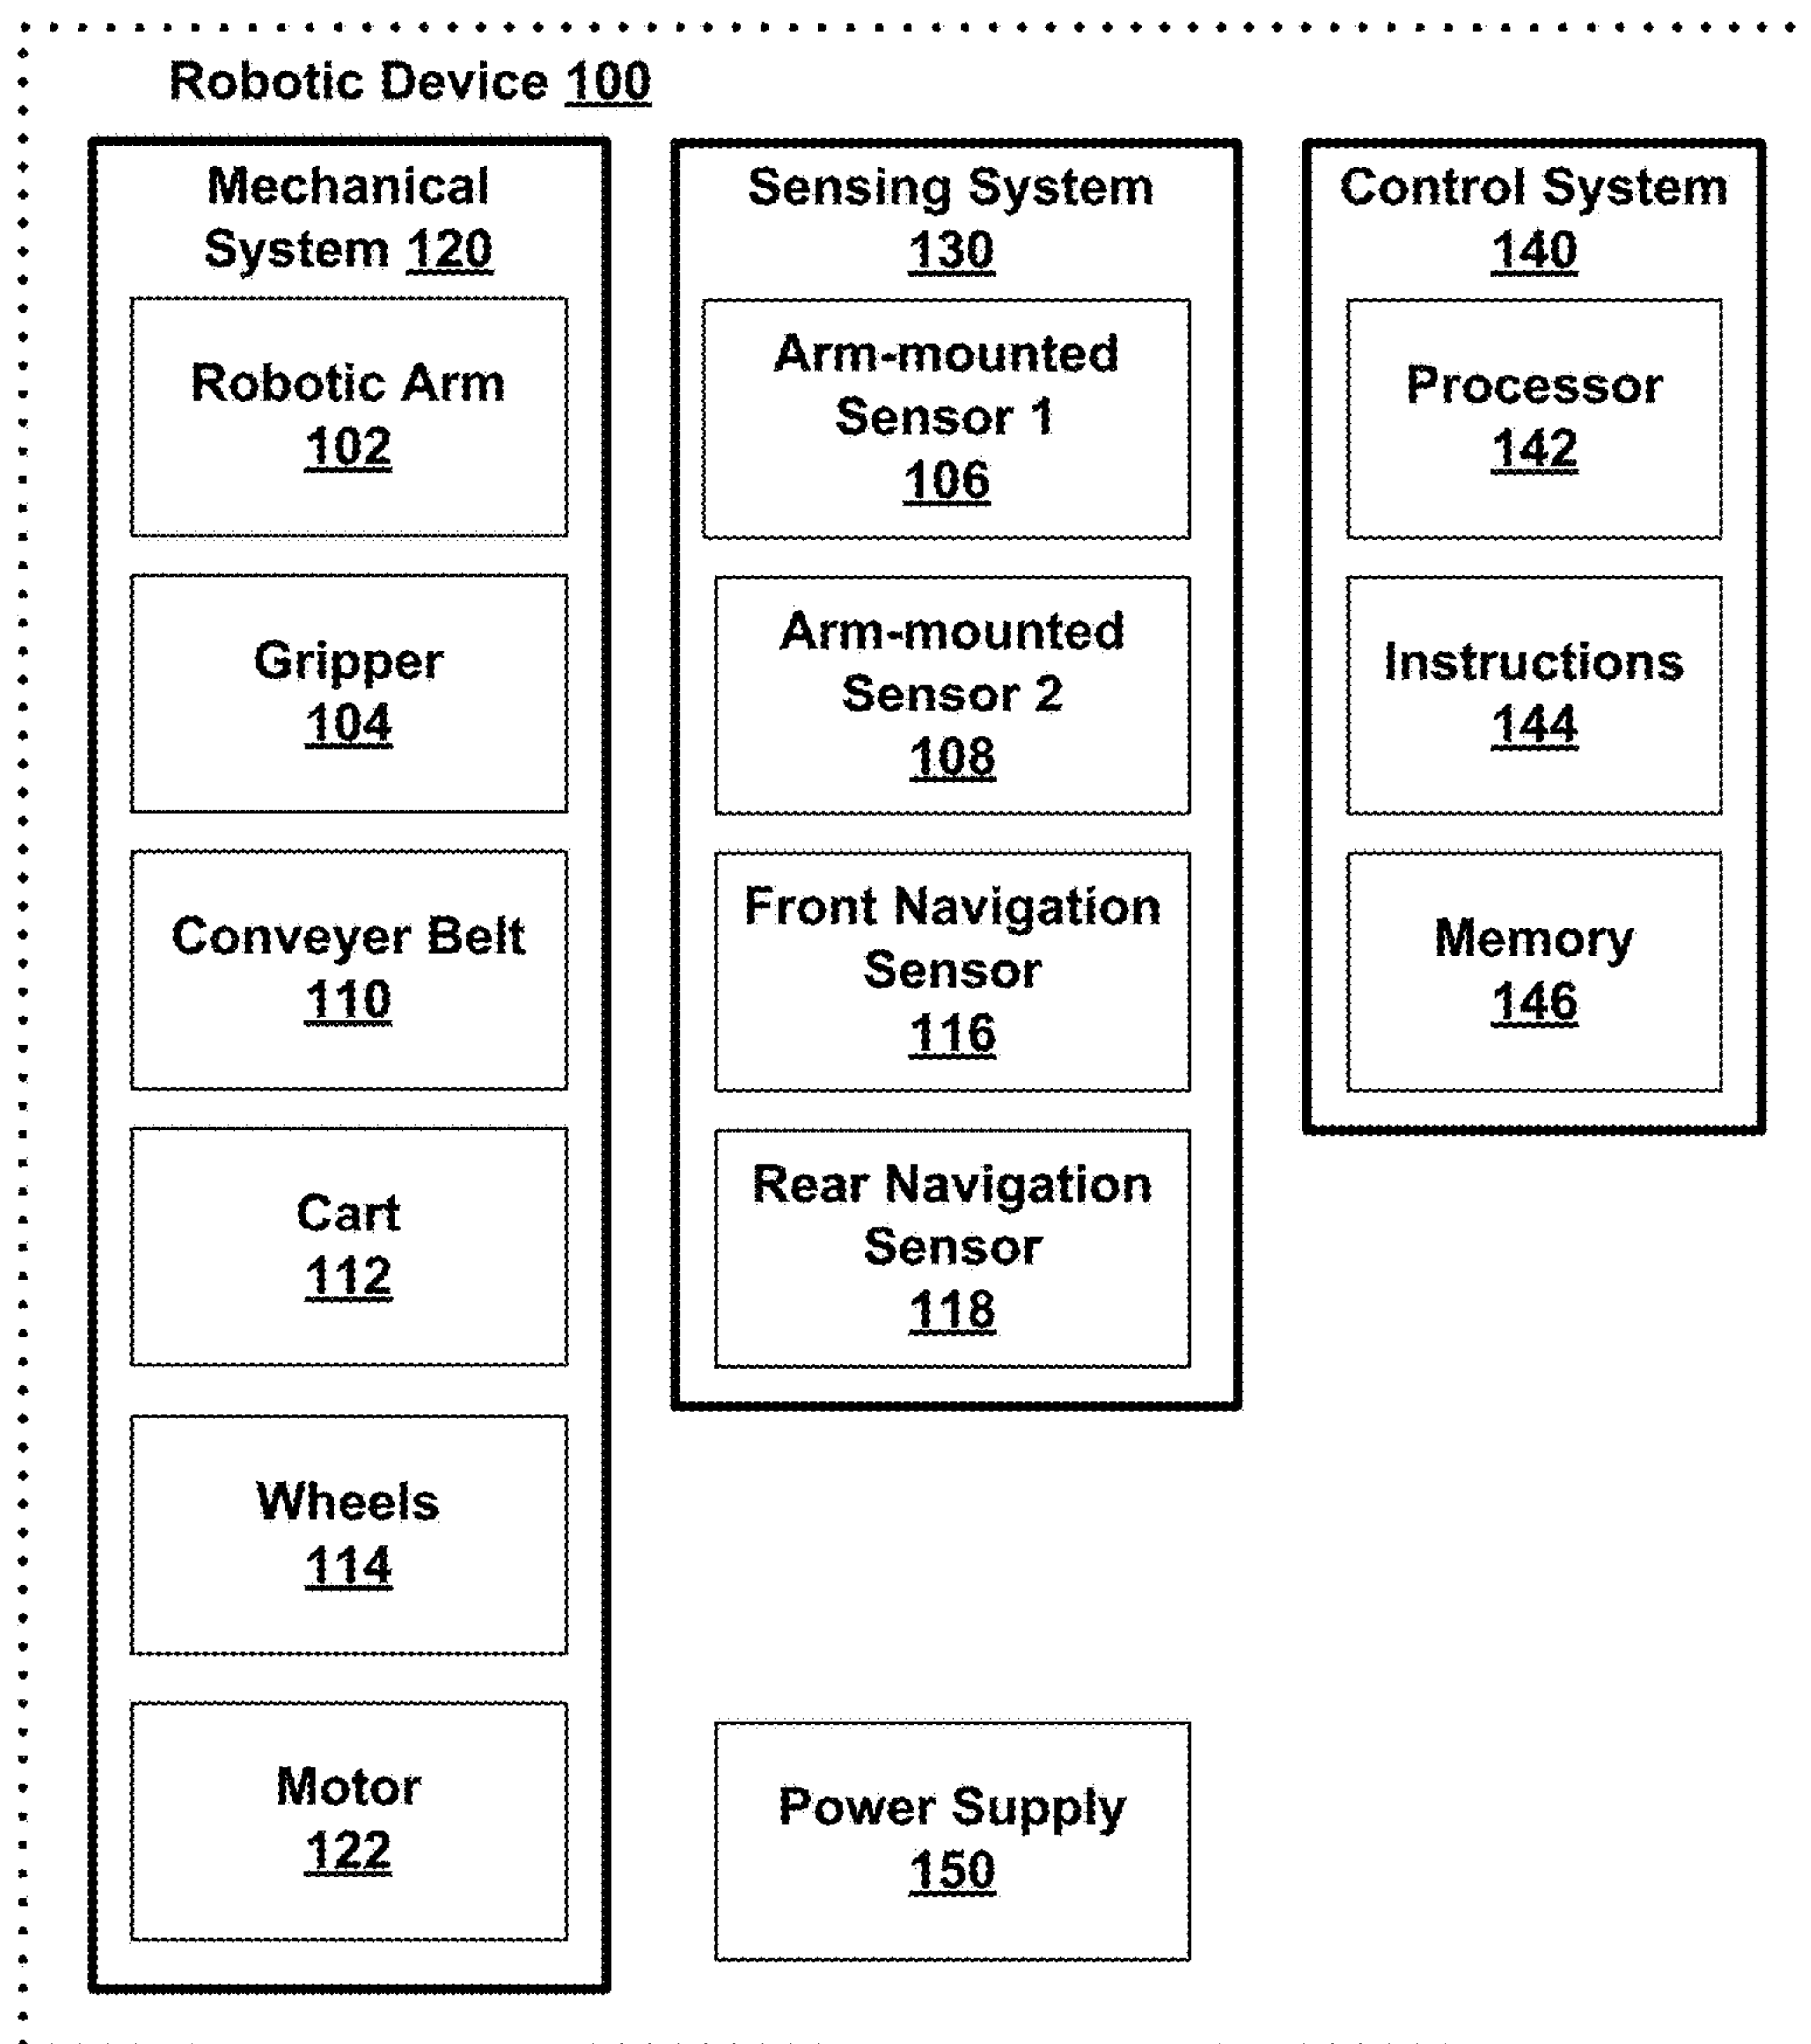 Robotic Device 100
Mechanical
System 120
Robotic Arm
102
Gripper
104
Conveyer Belt
110
Cart
112
Wheels
114
Motor
122
Sensing System
130
Arm-mounted
Sensor 1
106
Arm-mounted
Sensor 2
108
Front Navigation
Sensor
116
Rear Navigation
Sensor
118
Power Supply
150
Control System
140
Processor
142
Instructions
144
Memory
146